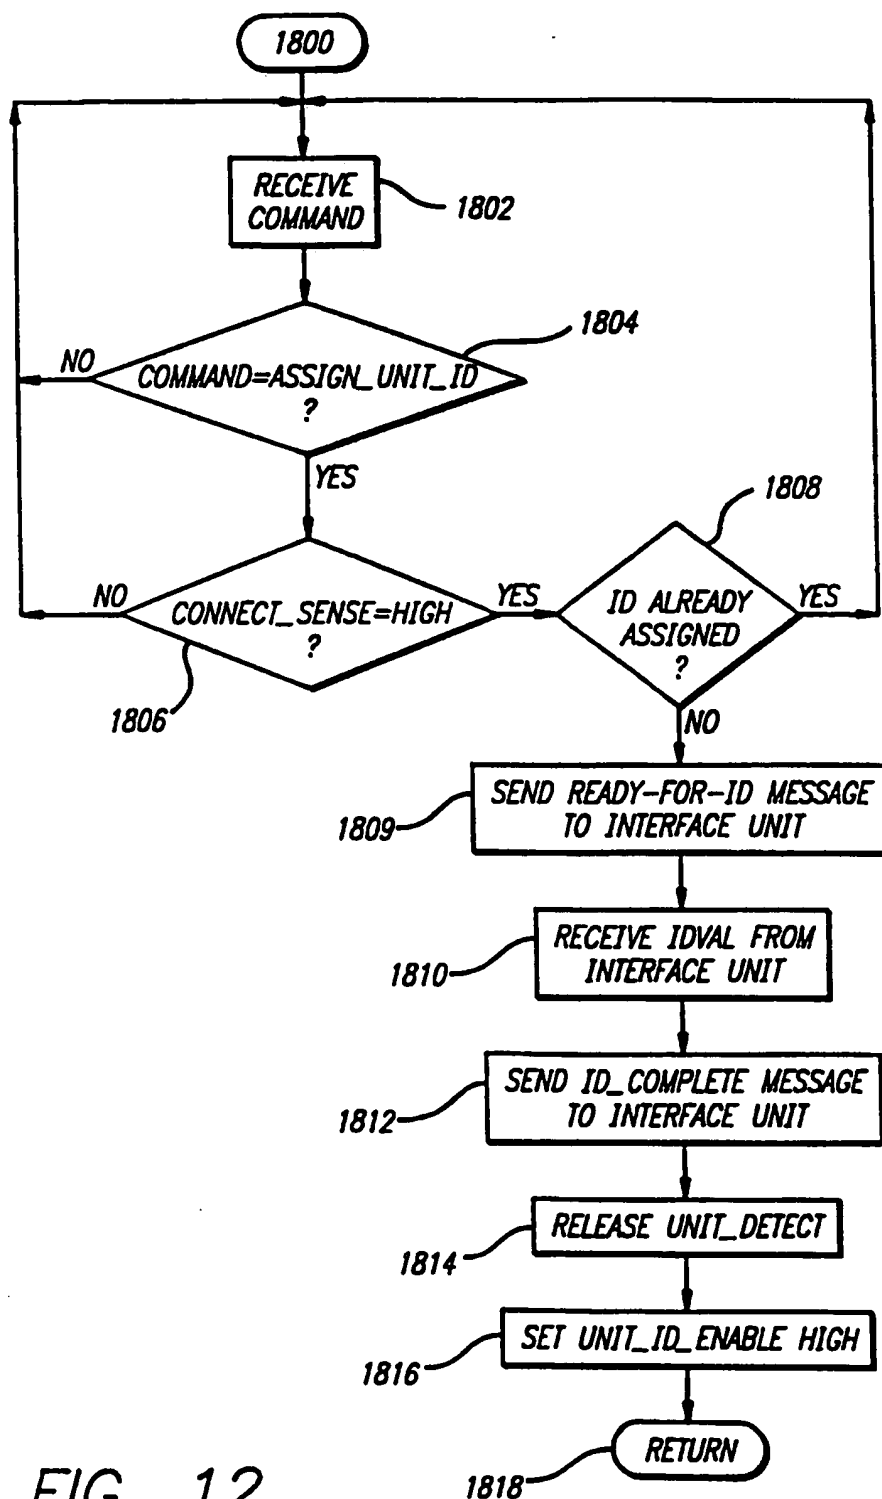 1800
RECEIVE
COMMAND
1802
1804
COMMAND=ASSIGN_UNIT_ID
?
NO
YES
1808
CONNECT_SENSE=HIGH
?
NO
YES
1806
ID ALREADY
ASSIGNED
?
YES
NO
SEND READY-FOR-ID MESSAGE
TO INTERFACE UNIT
1809
RECEIVE IDVAL FROM
INTERFACE UNIT
1810
SEND ID_COMPLETE MESSAGE
TO INTERFACE UNIT
1812
RELEASE UNIT_DETECT
1814
SET UNIT_ID_ENABLE HIGH
1816
RETURN
1818
FIG. 12